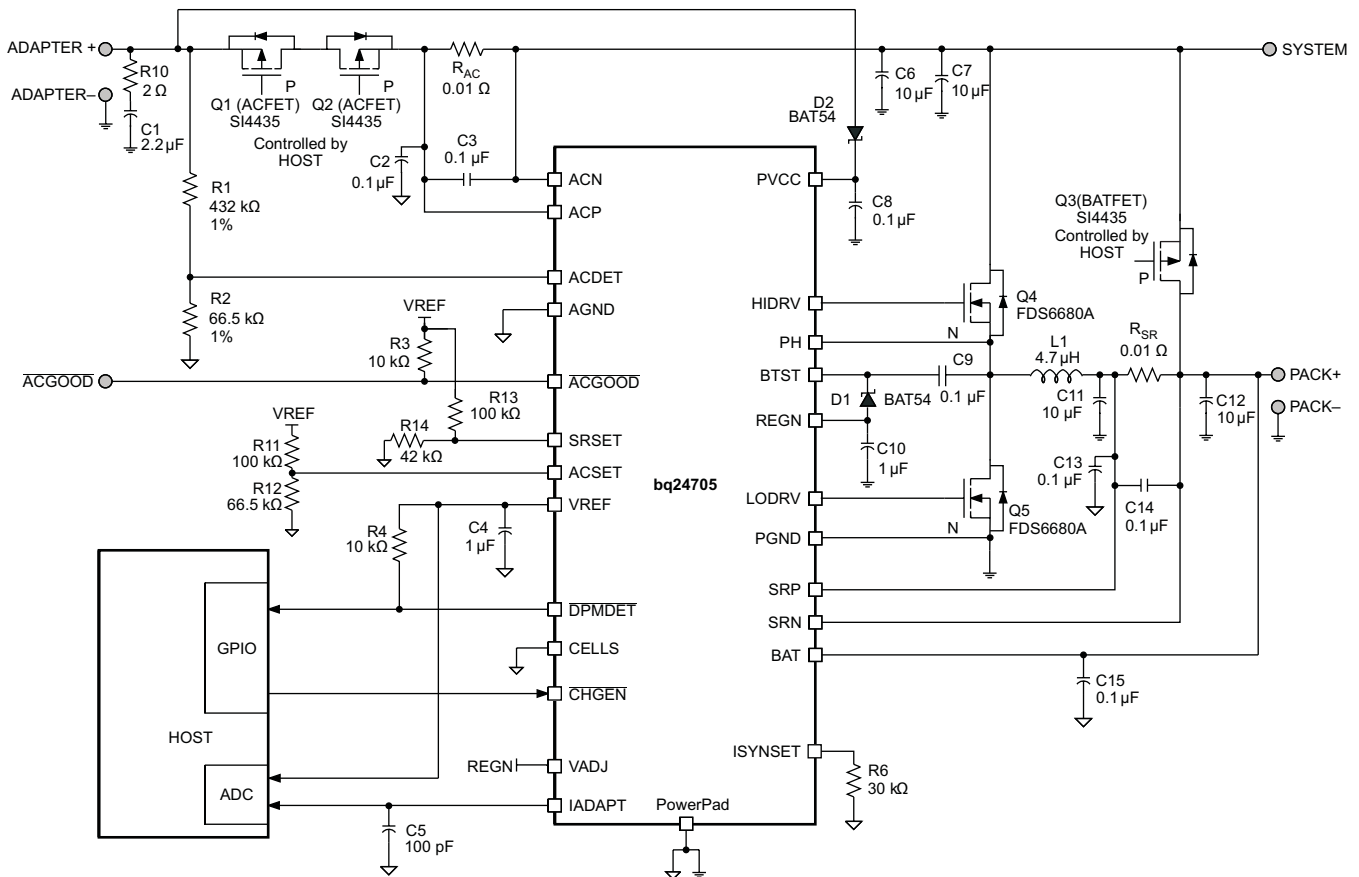 ADAPTER +
ADAPTER–
R10
2 Ω
C1
2.2 µF
P
Q1 (ACFET)
SI4435
P
Q2 (ACFET)
SI4435
Controlled by
HOST
RAC
0.01 Ω
C2
0.1 µF
C3
0.1 µF
R1
432 kΩ
1%
R2
66.5 kΩ
1%
VREF
R3
10 kΩ
ACGOOD
R13
100 kΩ
R14
42 kΩ
VREF
R11
100 kΩ
R12
66.5 kΩ
R4
10 kΩ
C4
1 µF
GPIO
HOST
ADC
REGN
C5
100 pF
ACN
ACP
ACDET
AGND
ACGOOD
SRSET
ACSET
VREF
DPMDET
CELLS
CHGEN
VADJ
IADAPT
bq24705
PowerPad
PVCC
HIDRV
PH
BTST
REGN
LODRV
PGND
SRP
SRN
BAT
ISYNSET
D2
BAT54
C8
0.1 µF
C6
10 µF
C7
10 µF
SYSTEM
Q3(BATFET)
SI4435
Controlled by
HOST
P
Q4
FDS6680A
N
D1
BAT54
C9
0.1 µF
C10
1 µF
L1
4.7 µH
RSR
0.01 Ω
C11
10 µF
C12
10 µF
PACK+
PACK–
C13
0.1 µF
C14
0.1 µF
N
Q5
FDS6680A
C15
0.1 µF
R6
30 kΩ